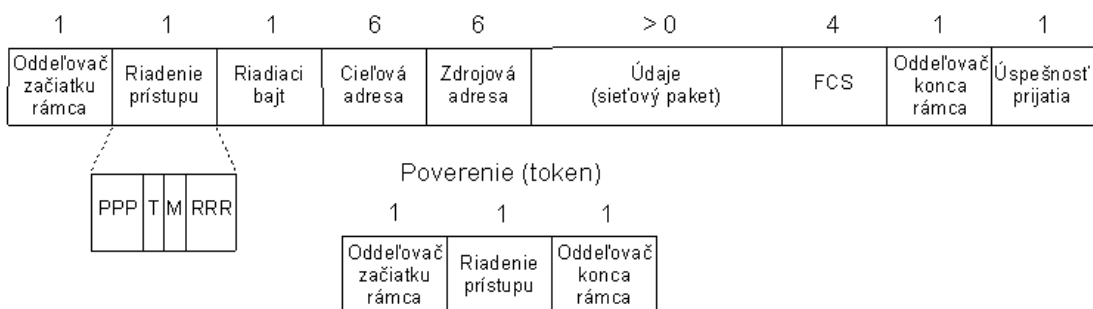 1 1 1 6 6 > 0 4 1 1
Oddeľovač začiatku rámca
Riadenie prístupu
Riadiaci bajt
Cieľová adresa
Zdrojová adresa
Údaje (sieťový paket)
FCS
Oddeľovač konca rámca
Úspešnosť prijatia
PPP T M RRR
Poverenie (token)
1 1 1
Oddeľovač začiatku rámca
Riadenie prístupu
Oddeľovač konca rámca